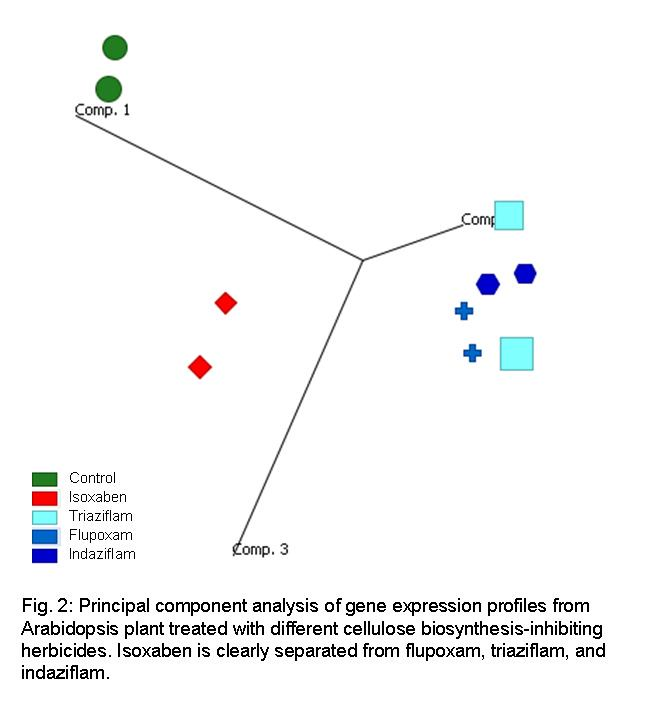 Comp. 1
Comp
Comp. 3
Control
Isoxaben
Triaziflam
Flupoxam
Indaziflam
Fig. 2: Principal component analysis of gene expression profiles from
Arabidopsis plant treated with different cellulose biosynthesis-inhibiting
herbicides. Isoxaben is clearly separated from flupoxam, triaziflam, and
indaziflam.